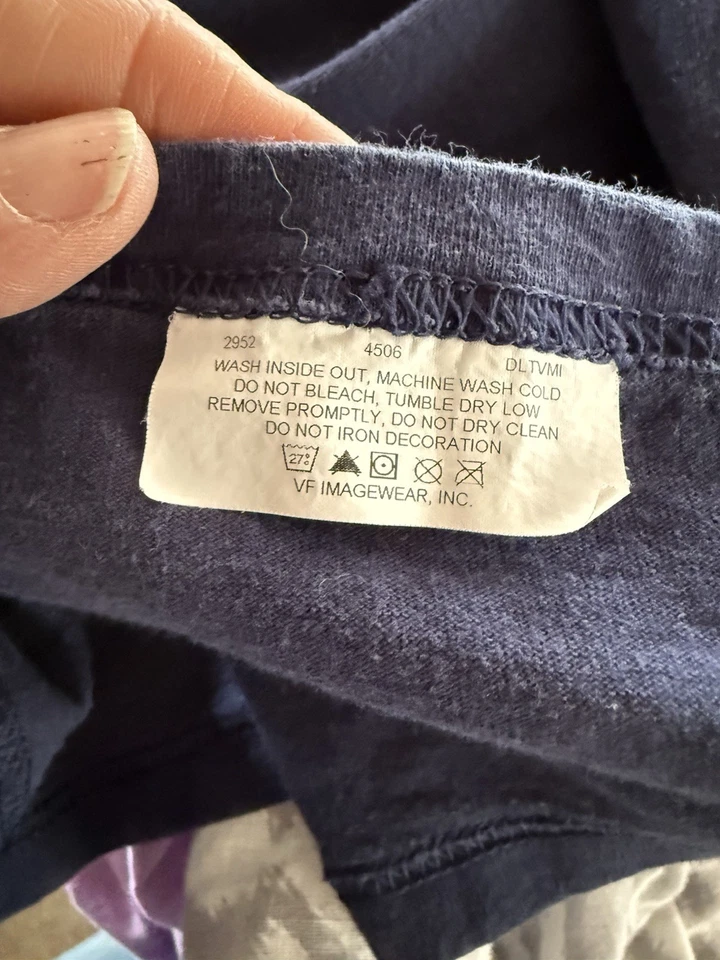 2952 4506 DLTVMI
WASH INSIDE OUT, MACHINE WASH COLD
DO NOT BLEACH, TUMBLE DRY LOW
REMOVE PROMPTLY, DO NOT DRY CLEAN
DO NOT IRON DECORATION
27°
VF IMAGEWEAR, INC.